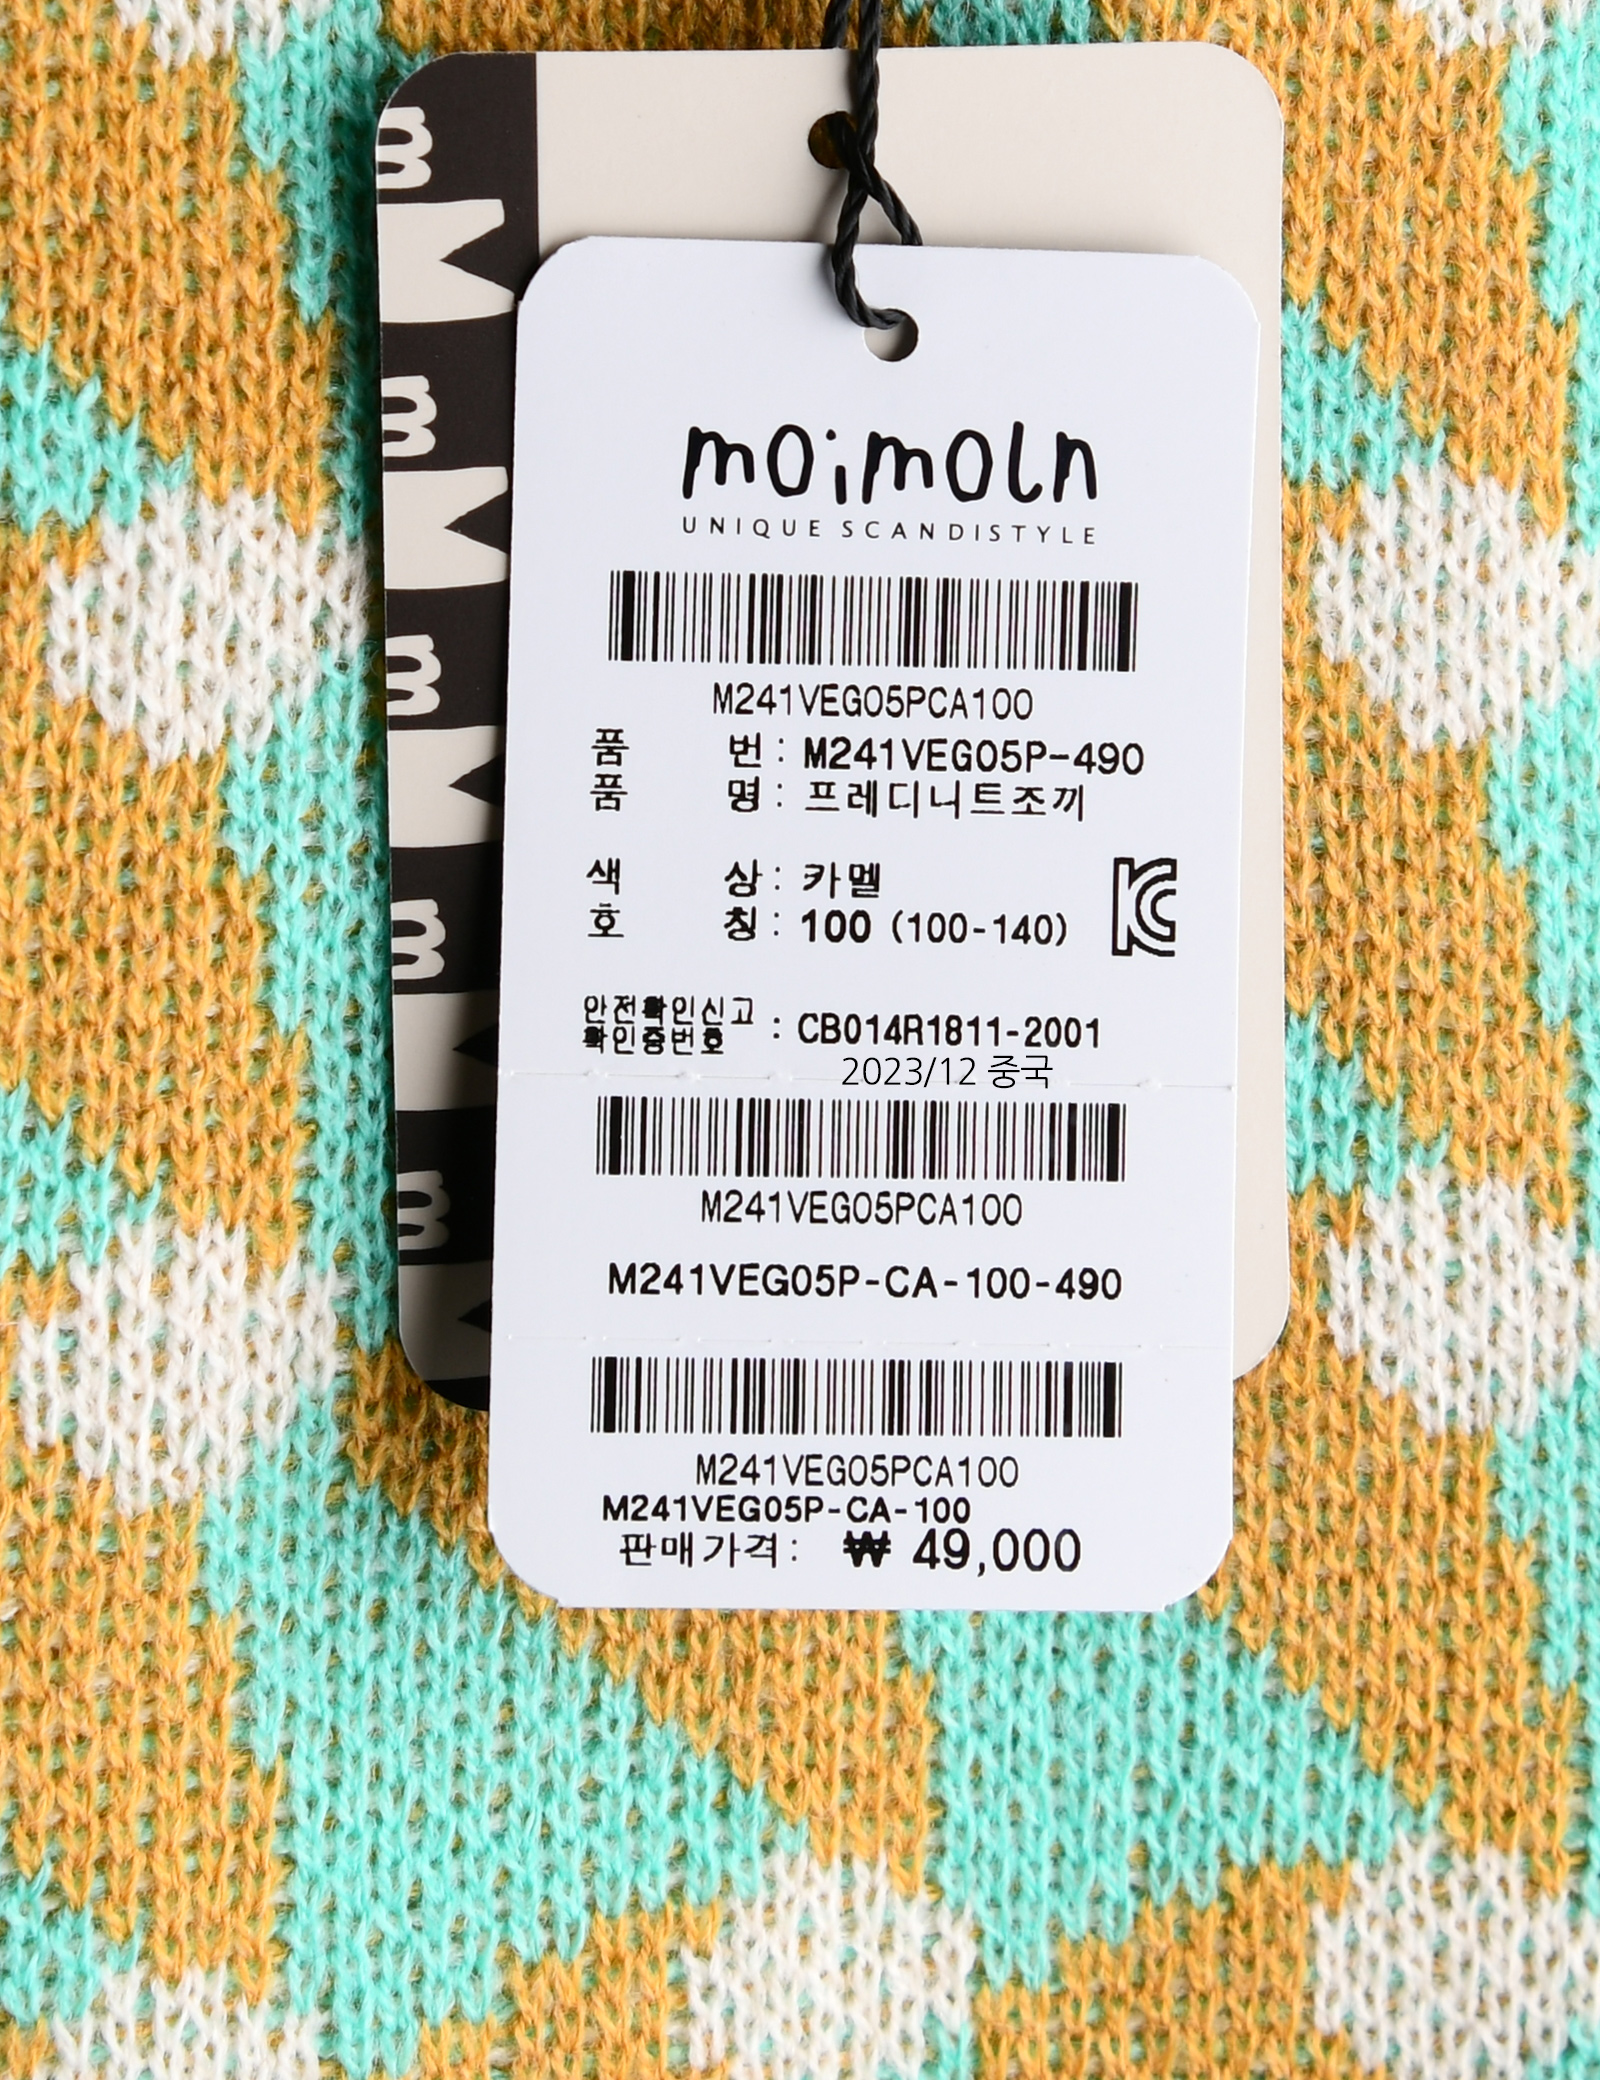 moimoln
UNIQUE SCANDISTYLE
M241VEG05PCA100
품 번 : M241VEG05P-490
품 명 : 프레디니트조끼
색 상 : 카멜
호 칭 : 100 (100-140)
안전확인신고
확인증번호 : CB014R1811-2001
2023/12 중국
M241VEG05PCA100
M241VEG05P-CA-100-490
M241VEG05PCA100
M241VEG05P-CA-100
판매가격: ₩ 49,000
m
M
m
M
m
M
m
m